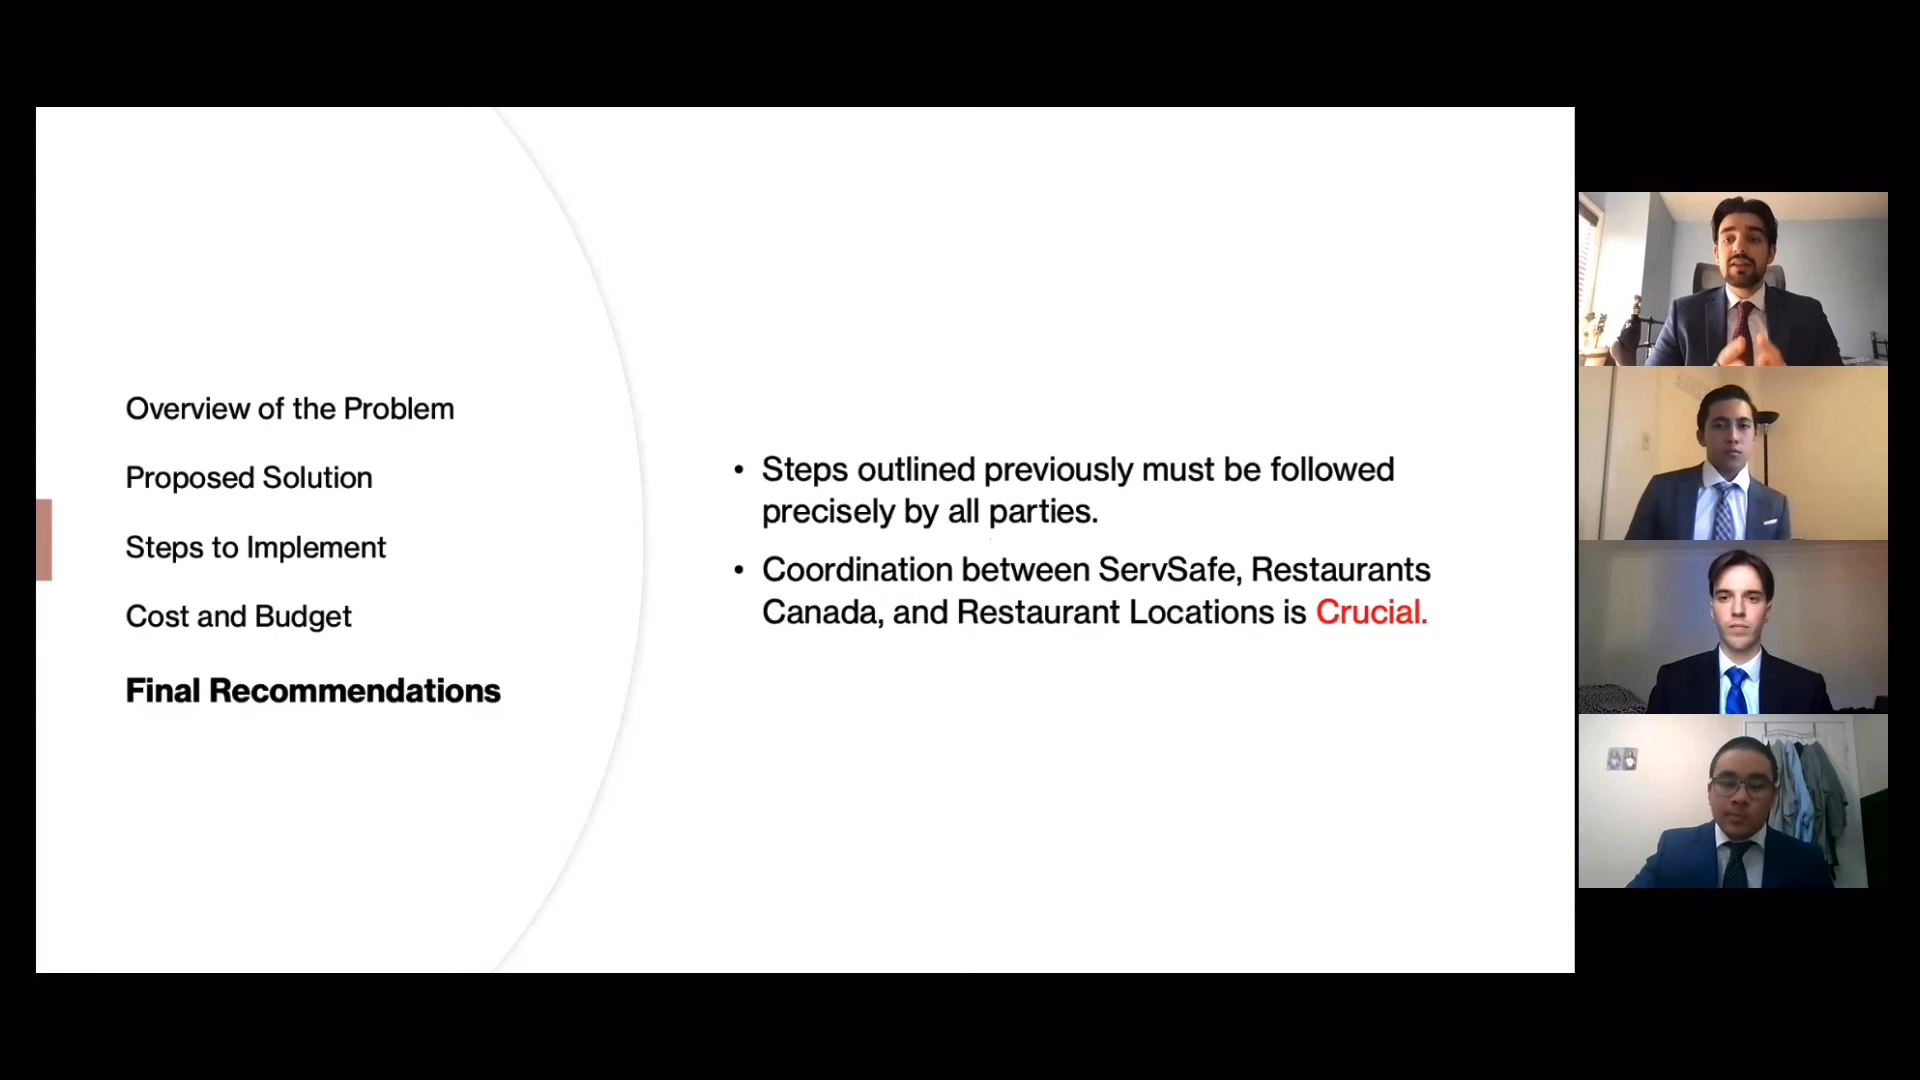 Overview of the Problem
Proposed Solution
Steps to Implement
Cost and Budget
Final Recommendations
• Steps outlined previously must be followed
precisely by all parties.
• Coordination between ServSafe, Restaurants
Canada, and Restaurant Locations is Crucial.